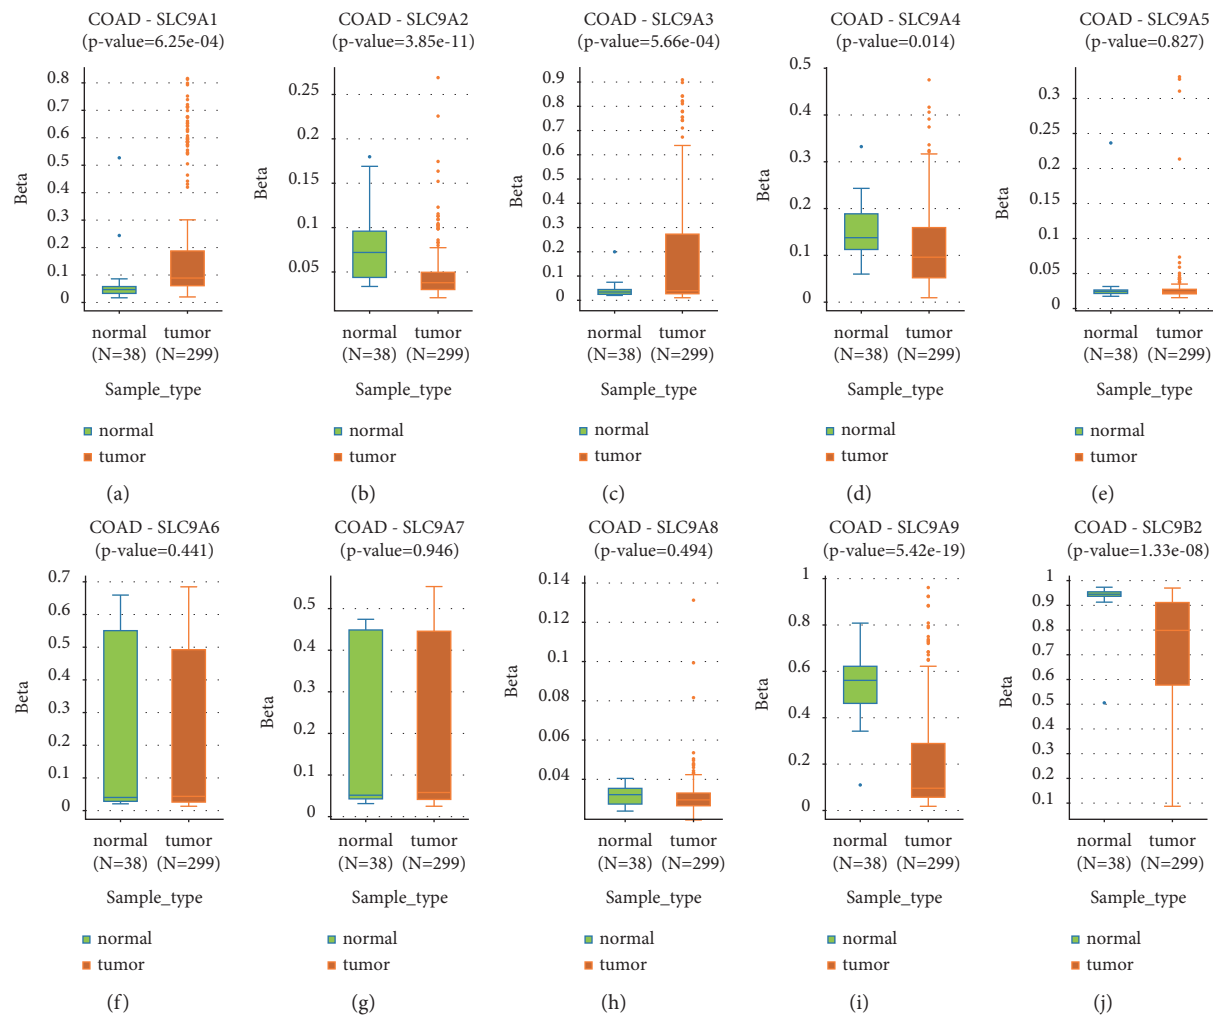 COAD - SLC9A1
(p-value=6.25e-04)
Beta
0.8
0.7
0.6
0.5
0.4
0.3
0.2
0.1
0
normal
(N=38)
tumor
(N=299)
Sample_type
normal
tumor
(a)
COAD - SLC9A2
(p-value=3.85e-11)
Beta
0.25
0.2
0.15
0.1
0.05
normal
(N=38)
tumor
(N=299)
Sample_type
normal
tumor
(b)
COAD - SLC9A3
(p-value=5.66e-04)
Beta
0.9
0.8
0.7
0.6
0.5
0.4
0.3
0.2
0.1
0
normal
(N=38)
tumor
(N=299)
Sample_type
normal
tumor
(c)
COAD - SLC9A4
(p-value=0.014)
Beta
0.5
0.4
0.3
0.2
0.1
0
normal
(N=38)
tumor
(N=299)
Sample_type
normal
tumor
(d)
COAD - SLC9A5
(p-value=0.827)
Beta
0.3
0.25
0.2
0.15
0.1
0.05
0
normal
(N=38)
tumor
(N=299)
Sample_type
normal
tumor
(e)
COAD - SLC9A6
(p-value=0.441)
Beta
0.7
0.6
0.5
0.4
0.3
0.2
0.1
0
normal
(N=38)
tumor
(N=299)
Sample_type
normal
tumor
(f)
COAD - SLC9A7
(p-value=0.946)
Beta
0.5
0.4
0.3
0.2
0.1
0
normal
(N=38)
tumor
(N=299)
Sample_type
normal
tumor
(g)
COAD - SLC9A8
(p-value=0.494)
Beta
0.14
0.12
0.1
0.08
0.06
0.04
normal
(N=38)
tumor
(N=299)
Sample_type
normal
tumor
(h)
COAD - SLC9A9
(p-value=5.42e-19)
Beta
1
0.8
0.6
0.4
0.2
0
normal
(N=38)
tumor
(N=299)
Sample_type
normal
tumor
(i)
COAD - SLC9B2
(p-value=1.33e-08)
Beta
1
0.9
0.8
0.7
0.6
0.5
0.4
0.3
0.2
0.1
normal
(N=38)
tumor
(N=299)
Sample_type
normal
tumor
(j)